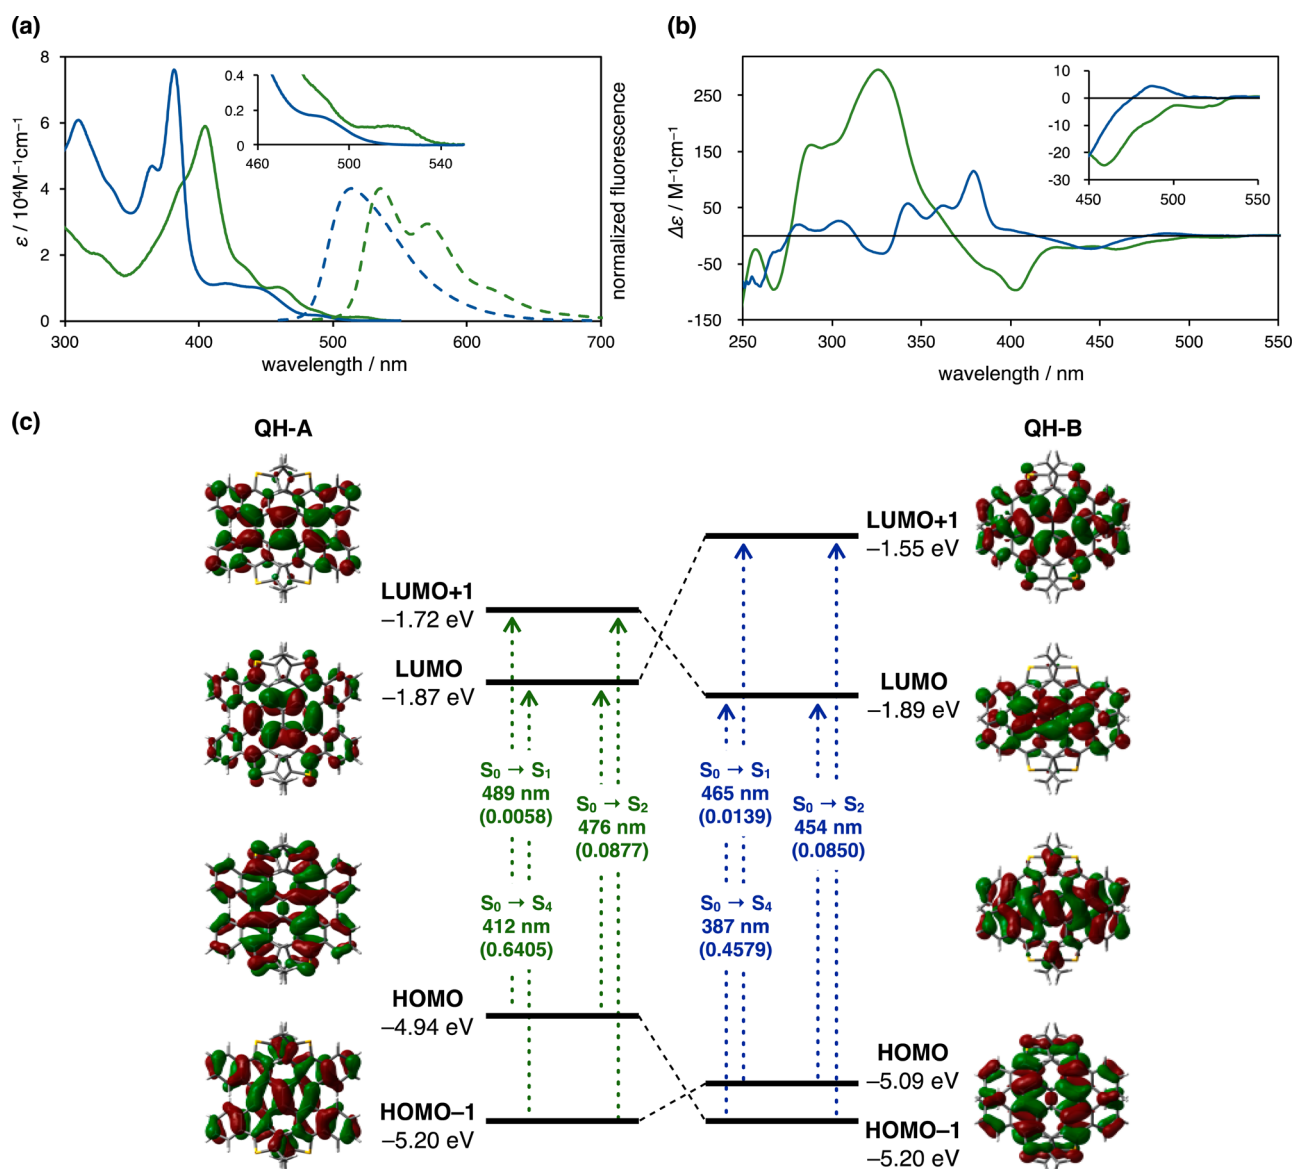 (a)
8
6
4
2
0
ε / 10⁴M⁻¹cm⁻¹
300
400
500
600
700
wavelength / nm
normalized fluorescence
0.4
0.2
0
460
500
540
(b)
250
150
50
-50
-150
Δε / M⁻¹cm⁻¹
250
300
350
400
450
500
550
wavelength / nm
10
0
-10
-20
-30
450
500
550
(c)
QH-A
QH-B
LUMO+1
−1.72 eV
LUMO
−1.87 eV
HOMO
−4.94 eV
HOMO−1
−5.20 eV
S₀ → S₁
489 nm
(0.0058)
S₀ → S₂
476 nm
(0.0877)
S₀ → S₄
412 nm
(0.6405)
S₀ → S₁
465 nm
(0.0139)
S₀ → S₂
454 nm
(0.0850)
S₀ → S₄
387 nm
(0.4579)
LUMO+1
−1.55 eV
LUMO
−1.89 eV
HOMO
−5.09 eV
HOMO−1
−5.20 eV